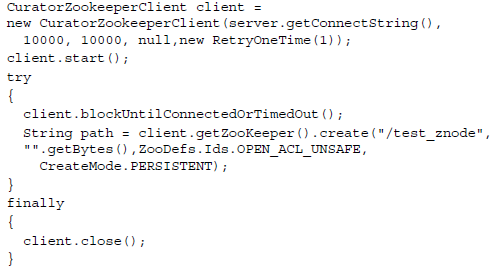 CuratorZookeeperClient client =
new CuratorZookeeperClient(server.getConnectString(),
  10000, 10000, null,new RetryOneTime(1));
client.start();
try
{
  client.blockUntilConnectedOrTimedOut();
  String path = client.getZooKeeper().create("/test_znode",
  "".getBytes(),ZooDefs.Ids.OPEN_ACL_UNSAFE,
    CreateMode.PERSISTENT);
}
finally
{
  client.close();
}